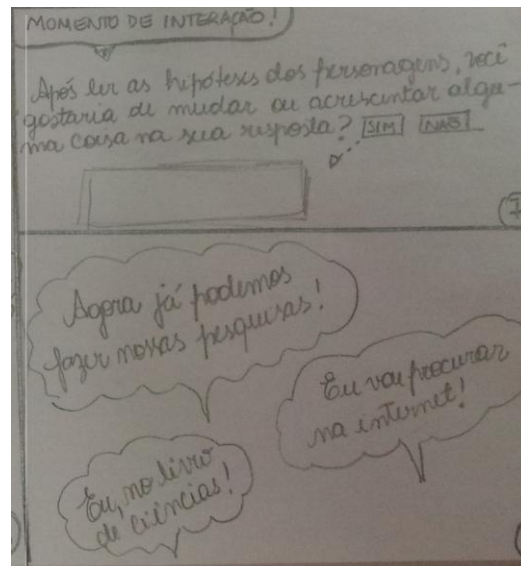 MOMENTO DE INTERAÇÃO!
Após ler as hipóteses dos personagens, você
gostaria de mudar ou acrescentar algu-
ma coisa na sua resposta? SIM NÃO
Agora já podemos
fazer nossas pesquisas!
Eu vou procurar
na internet!
Eu, no livro
de ciências!